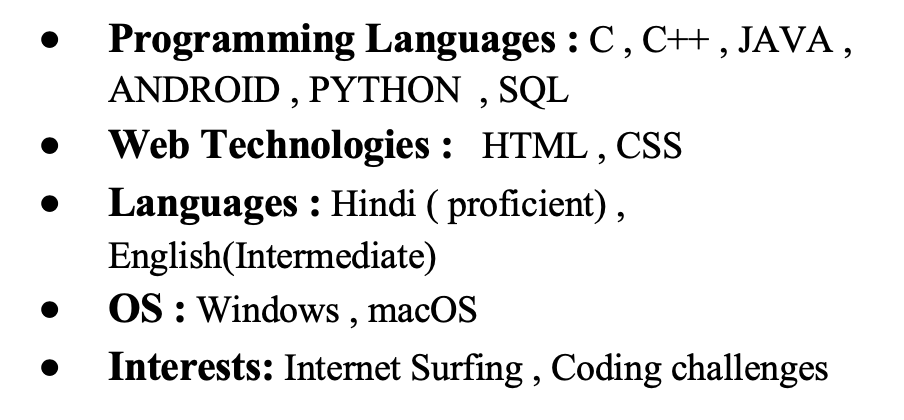 ● Programming Languages : C , C++ , JAVA ,
ANDROID , PYTHON  , SQL
● Web Technologies :  HTML , CSS
● Languages : Hindi ( proficient) ,
English(Intermediate)
● OS : Windows , macOS
● Interests: Internet Surfing , Coding challenges